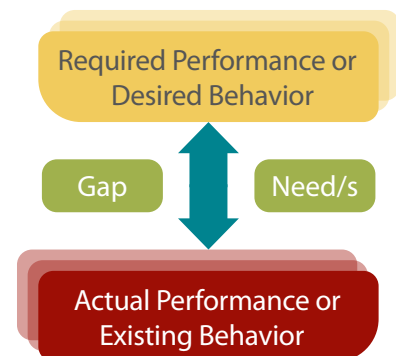 Required Performance or
Desired Behavior
Gap
Need/s
Actual Performance or
Existing Behavior